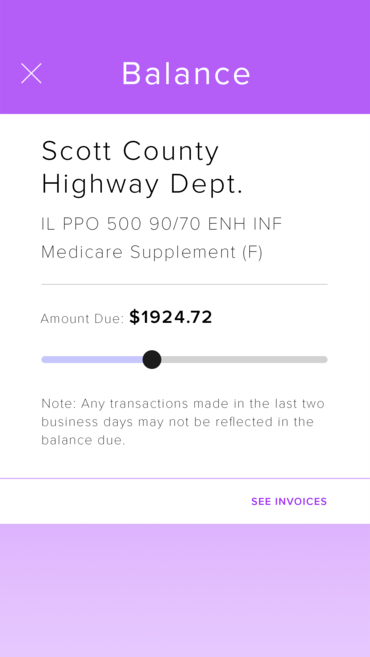 Balance
Scott County
Highway Dept.
IL PPO 500 90/70 ENH INF
Medicare Supplement (F)
Amount Due: $1924.72
Note: Any transactions made in the last two
business days may not be reflected in the
balance due.
SEE INVOICES